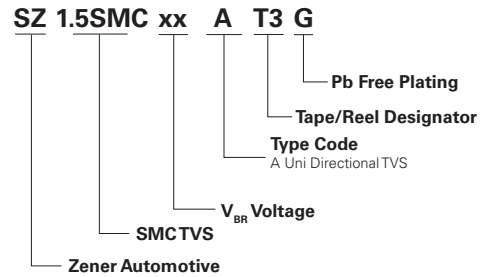 SZ 1.5SMC xx A T3 G
Pb Free Plating
Tape/Reel Designator
Type Code
A Uni Directional TVS
VBR Voltage
SMC TVS
Zener Automotive